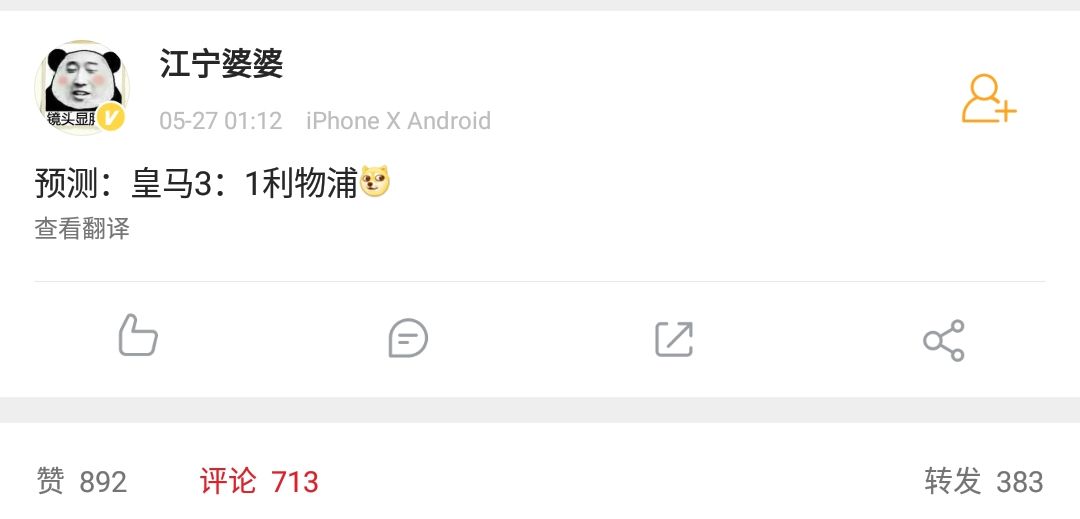 江宁婆婆
镜头显
05-27 01:12 iPhone X Android
预测：皇马3：1利物浦
查看翻译
赞 892 评论 713 转发 383